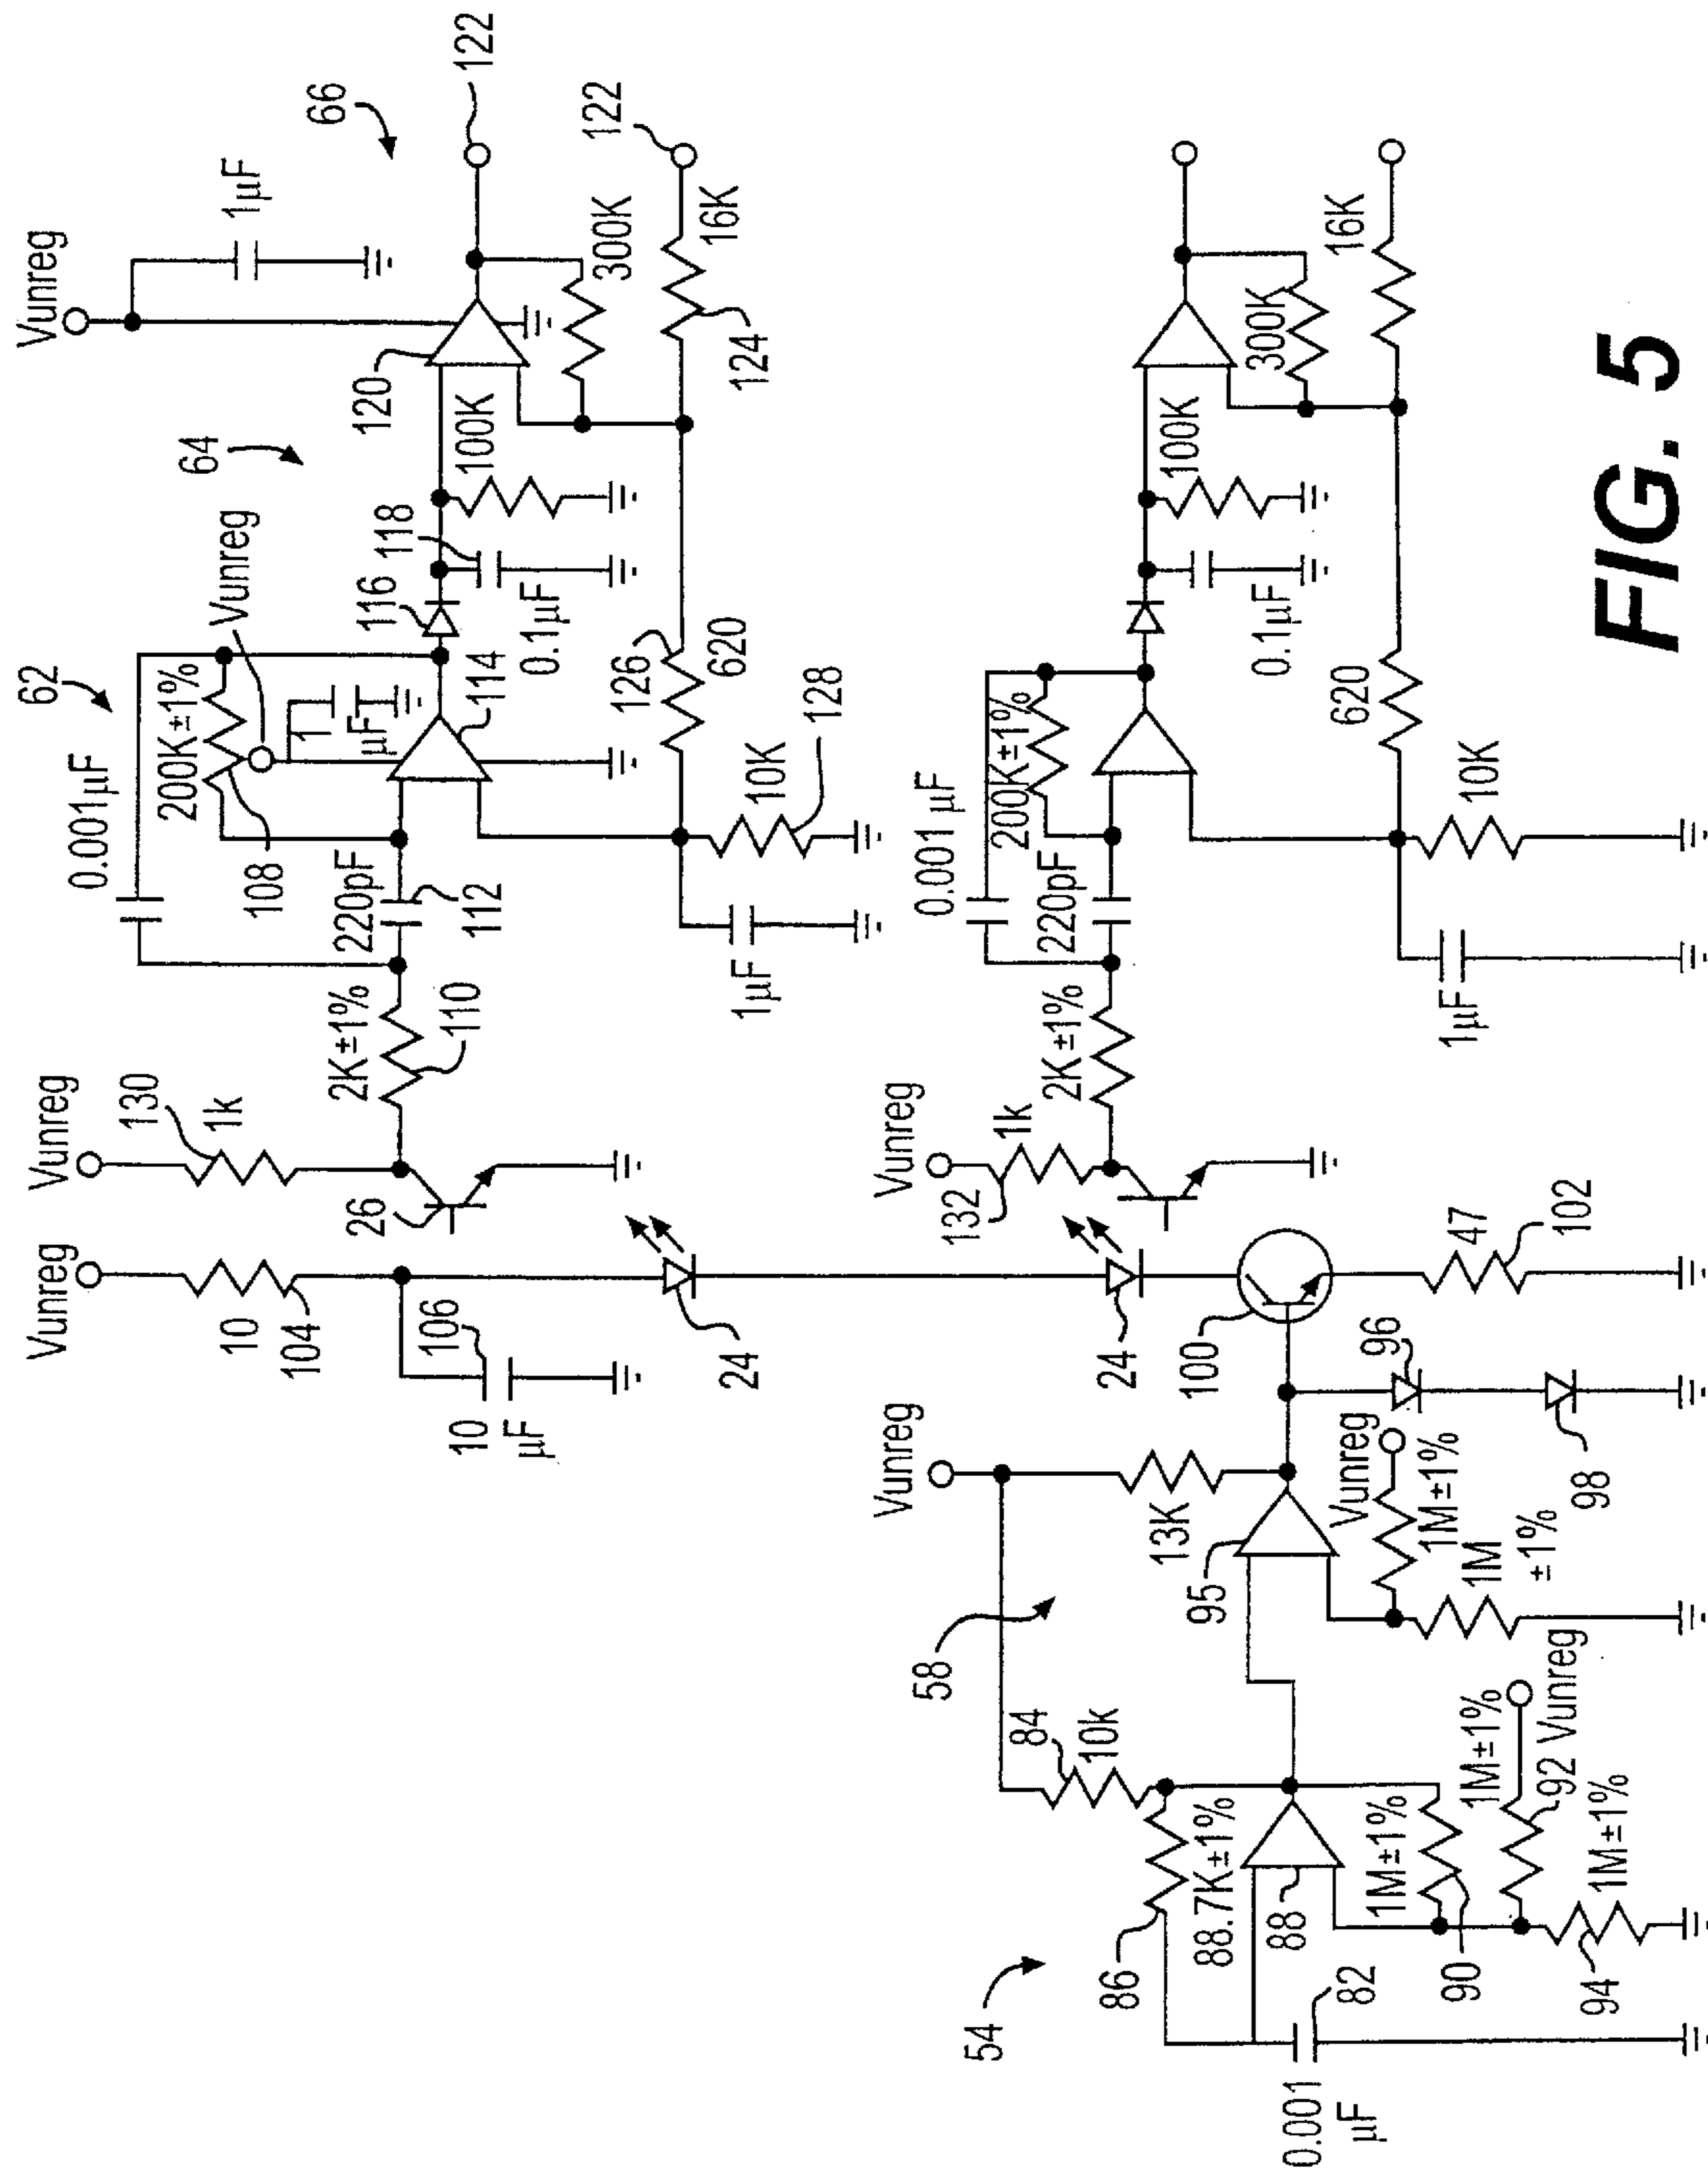 Vunreg
1µF
66
122
122
62
0.001µF
200K±1%
108
Vunreg
1
µF
64
120
300K
16K
124
Vunreg
130
1k
2K±1%
110
220pF
112
114
116
118
0.1µF
100K
126
620
10K
128
1µF
26
Vunreg
10
104
106
10
µF
24
Vunreg
132
1k
2K±1%
0.001 µF
200K±1%
220pF
0.1µF
100K
300K
16K
620
10K
1µF
24
100
47
102
96
98
Vunreg
13K
58
95
Vunreg
1M±1%
1M
±1%
84
10k
86
88.7K±1%
88
54
82
0.001
µF
1M±1%
90
1M±1%
92 Vunreg
1M±1%
94
FIG. 5